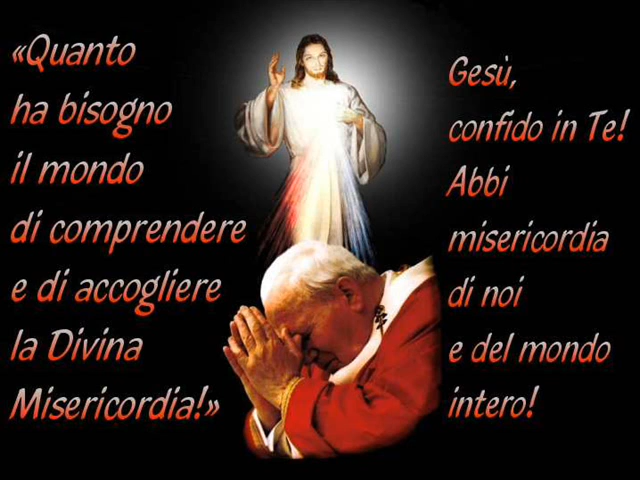 «Quanto
ha bisogno
il mondo
di comprendere
e di accogliere
la Divina
Misericordia!»
Gesù,
confido in Te!
Abbi
misericordia
di noi
e del mondo
intero!